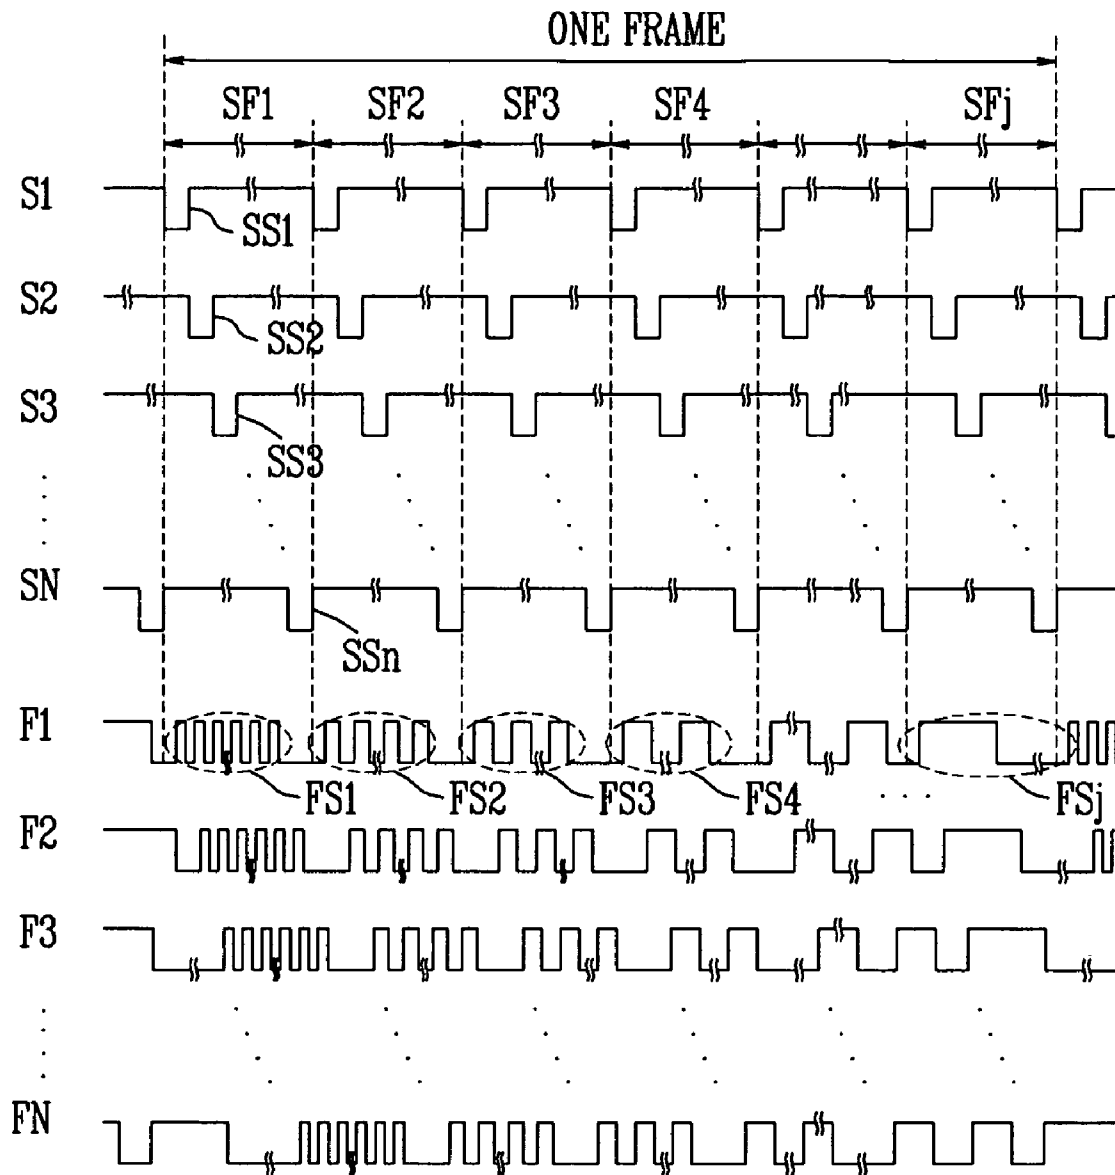 ONE FRAME
SF1 SF2 SF3 SF4 SFj
S1
SS1
S2
SS2
S3
SS3
SN
SSn
F1
FS1 FS2 FS3 FS4 FSj
F2
F3
FN